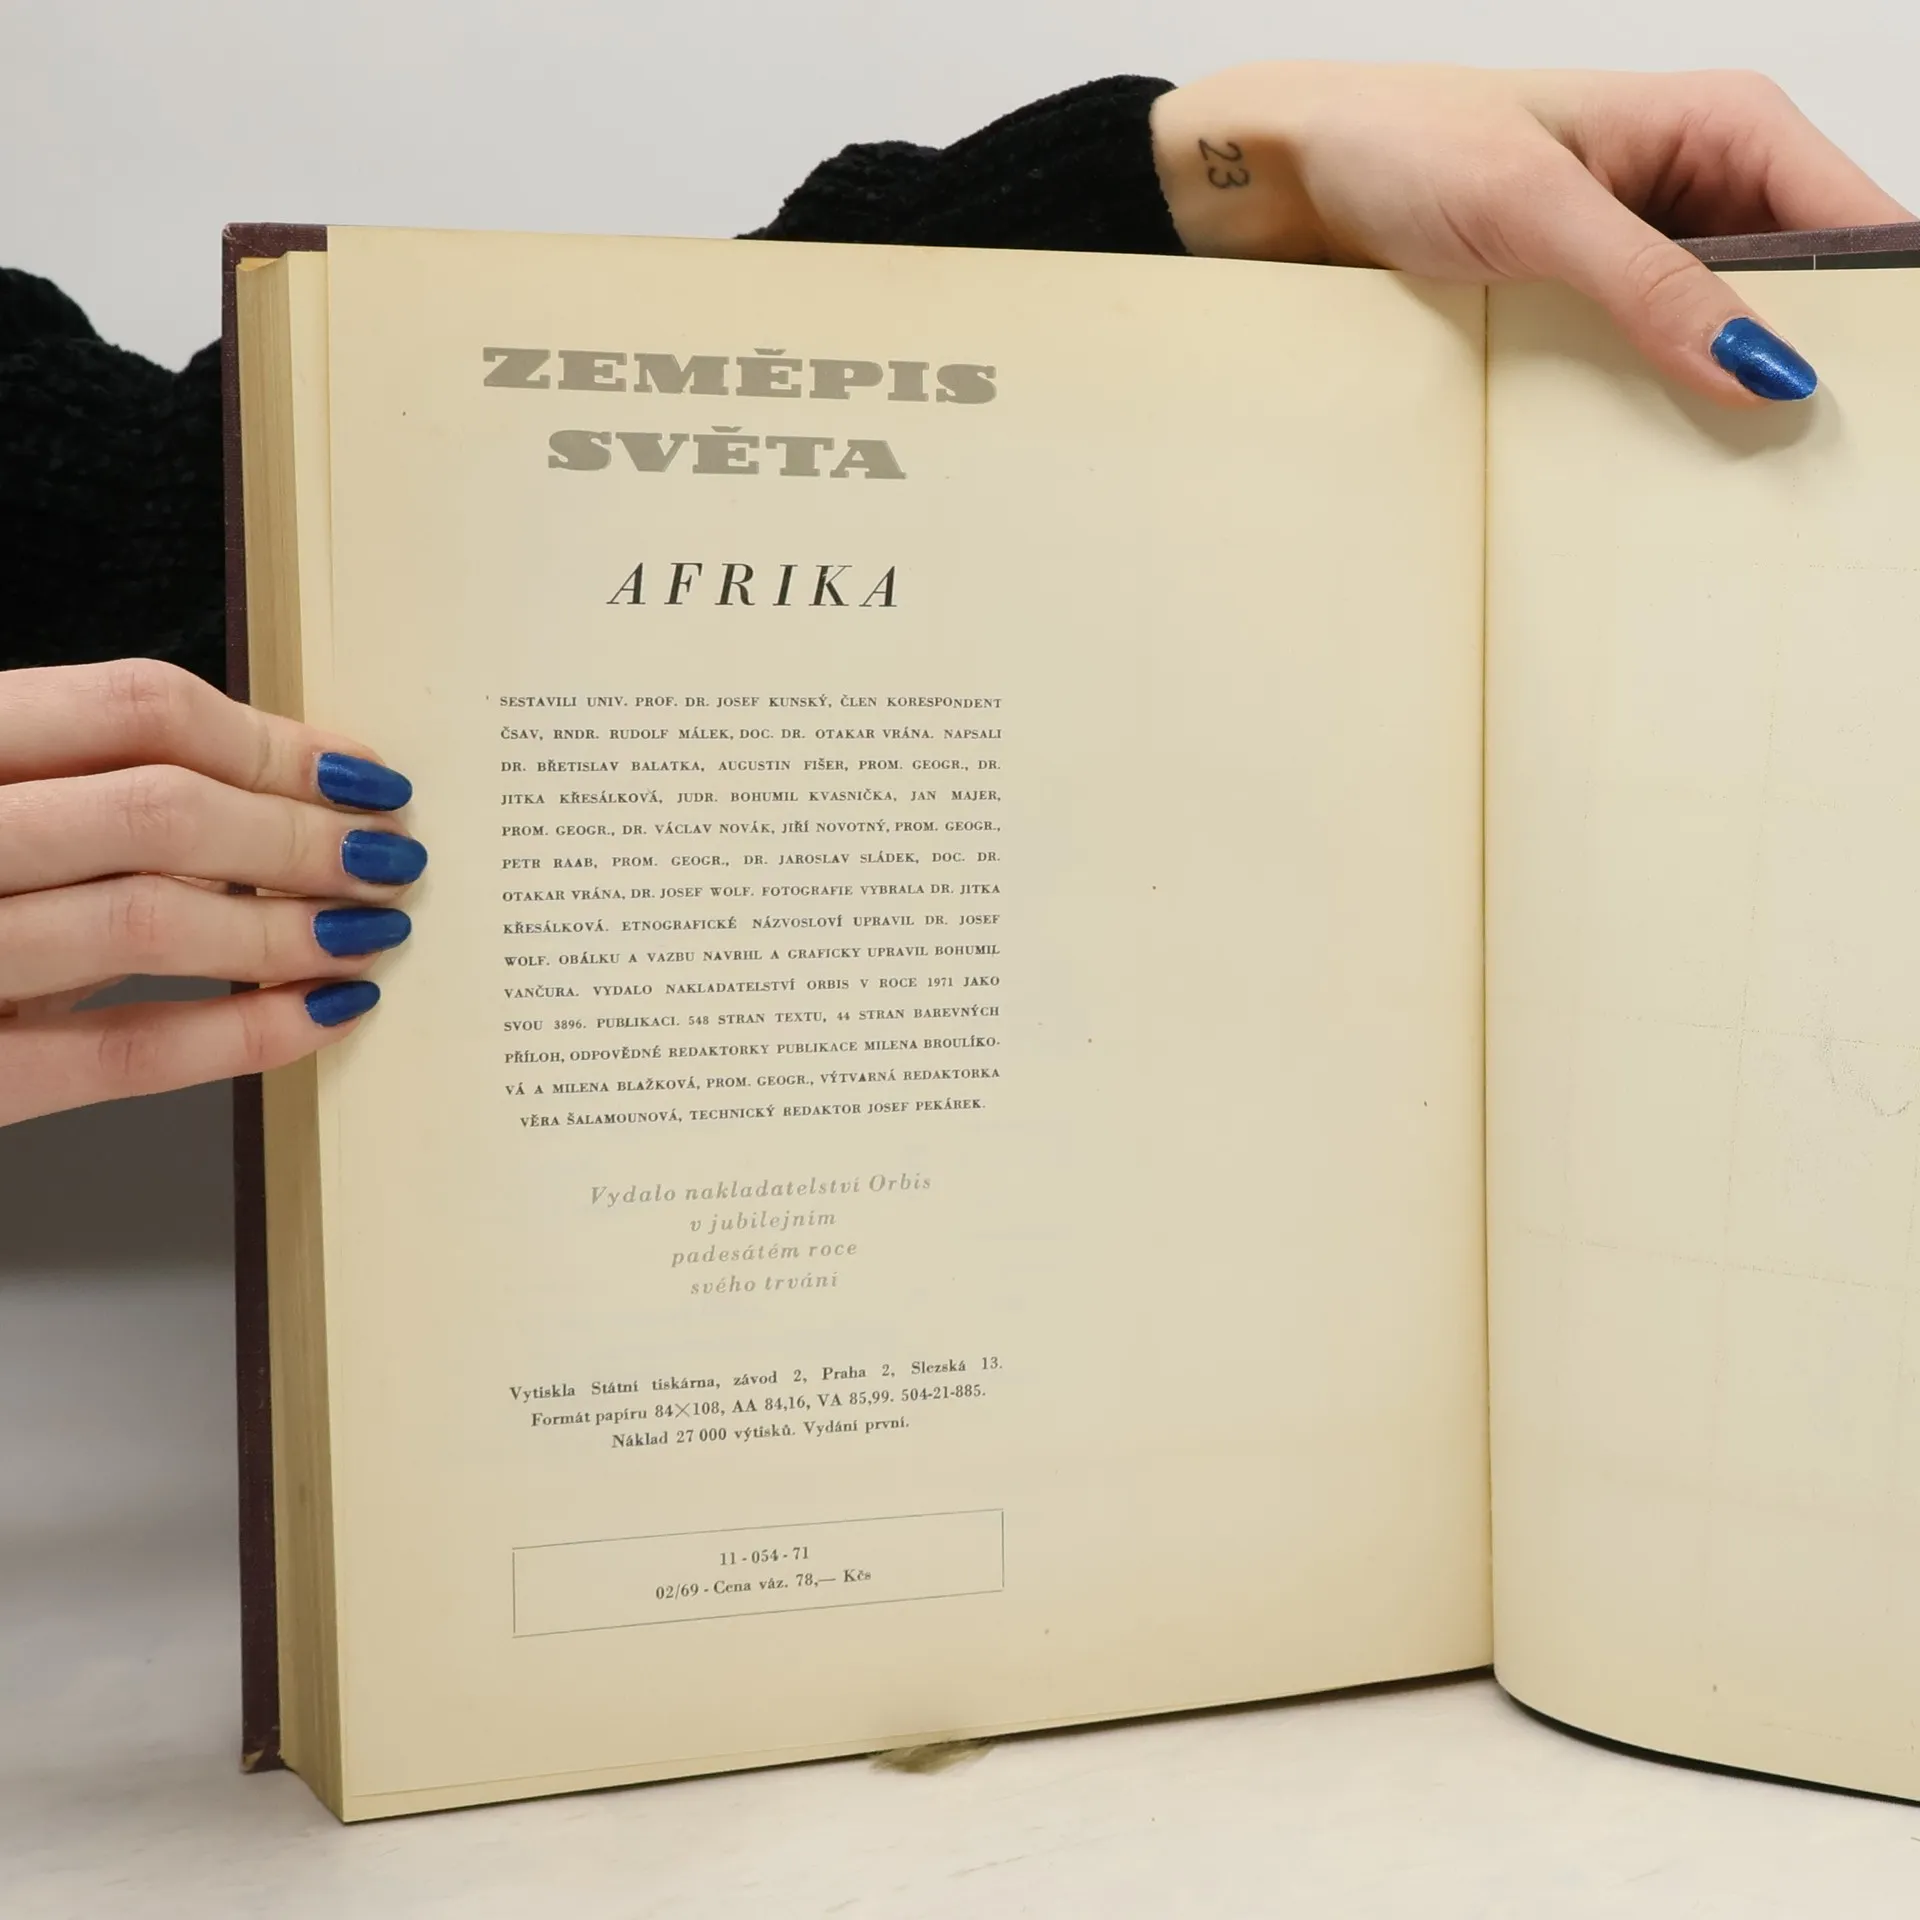 23
ZEMĚPIS
SVĚTA
AFRIKA
SESTAVILI UNIV. PROF. DR. JOSEF KUNSKÝ, ČLEN KORESPONDENT
ČSAV, RNDR. RUDOLF MÁLEK, DOC. DR. OTAKAR VRÁNA. NAPSALI
DR. BŘETISLAV BALATKA, AUGUSTIN FIŠER, PROM. GEOGR., DR.
JITKA KŘESÁLKOVÁ, JUDR. BOHUMIL KVASNIČKA, JAN MAJER,
PROM. GEOGR., DR. VÁCLAV NOVÁK, JIŘÍ NOVOTNÝ, PROM. GEOGR.,
PETR RAAB, PROM. GEOGR., DR. JAROSLAV SLÁDEK, DOC. DR.
OTAKAR VRÁNA, DR. JOSEF WOLF. FOTOGRAFIE VYBRALA DR. JITKA
KŘESÁLKOVÁ. ETNOGRAFICKÉ NÁZVOSLOVÍ UPRAVIL DR. JOSEF
WOLF. OBÁLKU A VAZBU NAVRHL A GRAFICKY UPRAVIL BOHUMIL
VANČURA. VYDALO NAKLADATELSTVÍ ORBIS V ROCE 1971 JAKO
SVOU 3896. PUBLIKACI. 548 STRAN TEXTU, 44 STRAN BAREVNÝCH
PŘÍLOH, ODPOVĚDNÉ REDAKTORKY PUBLIKACE MILENA BROULÍKO-
VÁ A MILENA BLAŽKOVÁ, PROM. GEOGR., VÝTVARNÁ REDAKTORKA
VĚRA ŠALAMOUNOVÁ, TECHNICKÝ REDAKTOR JOSEF PEKÁREK.
Vydalo nakladatelství Orbis
v jubilejním
padesátém roce
svého trvání
Vytiskla Státní tiskárna, závod 2, Praha 2, Slezská 13.
Formát papíru 84×108, AA 84,16, VA 85,99. 504-21-885.
Náklad 27 000 výtisků. Vydání první.
11 - 054 - 71
02/69 - Cena váz. 78,— Kčs